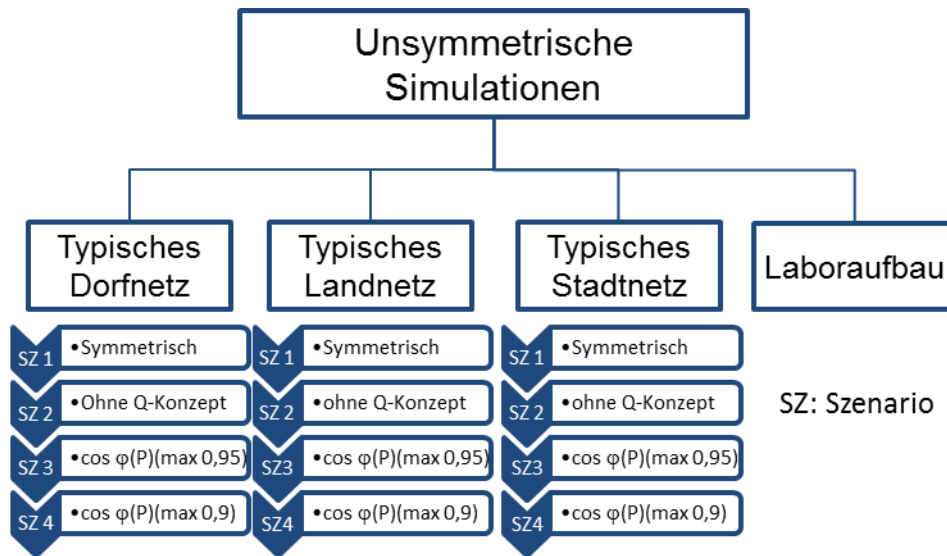 Unsymmetrische
Simulationen
Typisches
Dorfnetz
Typisches
Landnetz
Typisches
Stadtnetz
Laboraufbau
SZ 1
•Symmetrisch
SZ 2
•Ohne Q-Konzept
SZ 3
•cos φ(P)(max 0,95)
SZ 4
•cos φ(P)(max 0,9)
SZ 1
•Symmetrisch
SZ 2
•ohne Q-Konzept
SZ3
•cos φ(P)(max 0,95)
SZ4
•cos φ(P)(max 0,9)
SZ 1
•Symmetrisch
SZ 2
•ohne Q-Konzept
SZ3
•cos φ(P)(max 0,95)
SZ4
•cos φ(P)(max 0,9)
SZ: Szenario